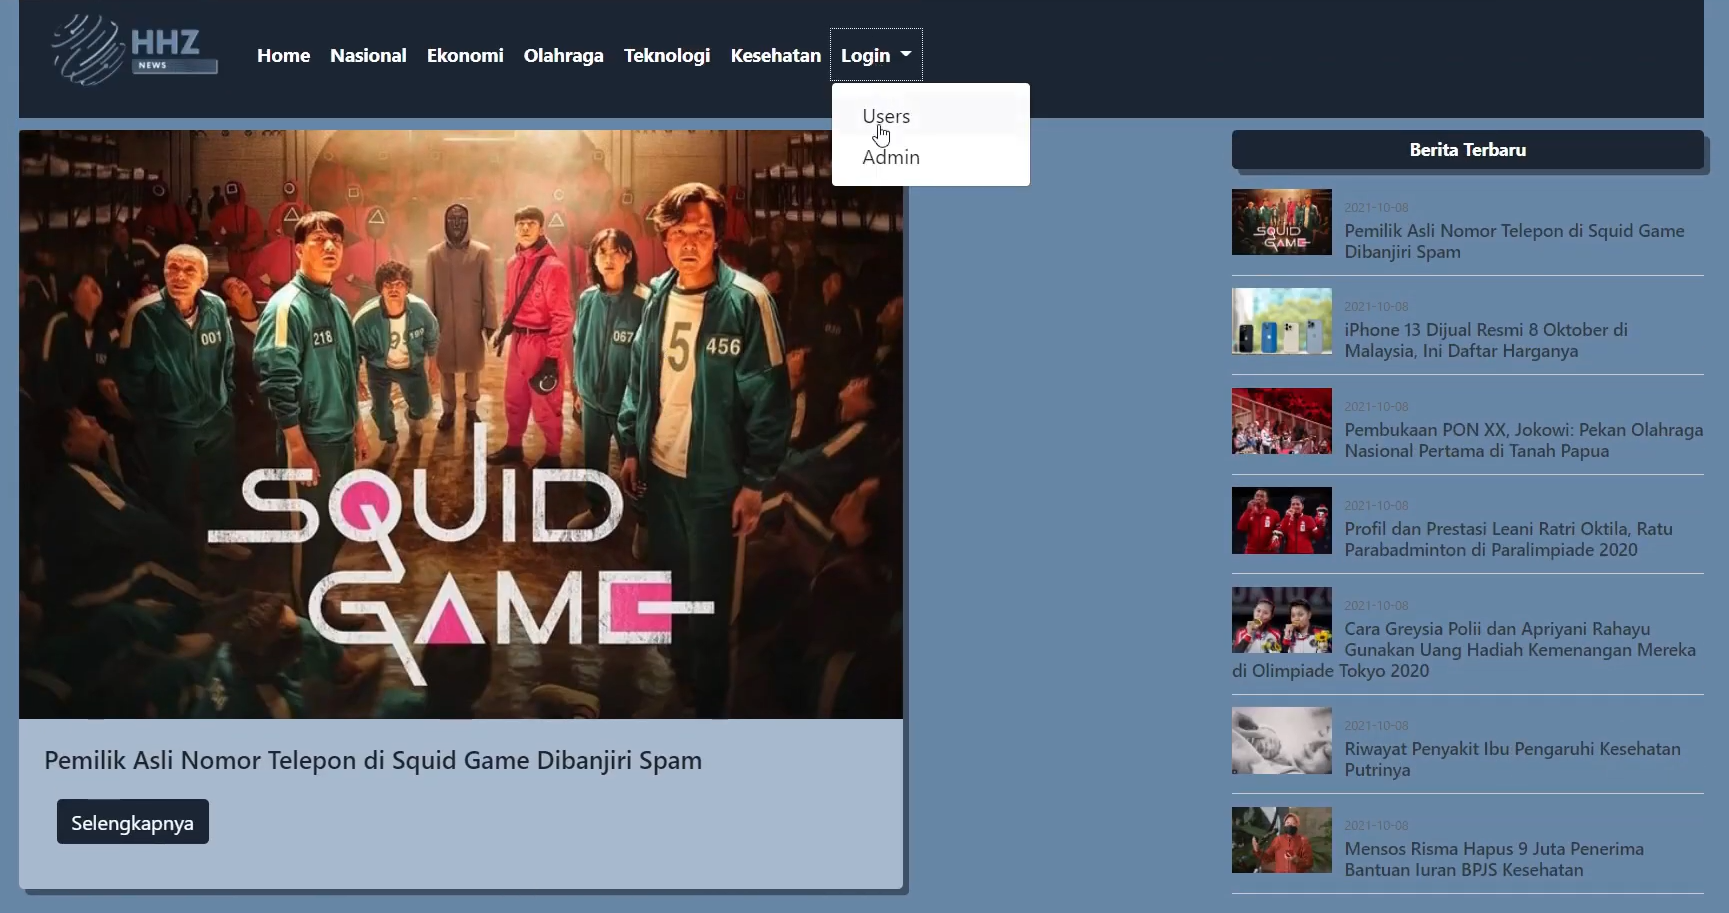 HHZ
NEWS
Home Nasional Ekonomi Olahraga Teknologi Kesehatan Login
Users
Admin
001
218
199
067
5
456
SQUID
GAME
Pemilik Asli Nomor Telepon di Squid Game Dibanjiri Spam
Selengkapnya
Berita Terbaru
SQUID
GAME
2021-10-08
Pemilik Asli Nomor Telepon di Squid Game
Dibanjiri Spam
2021-10-08
iPhone 13 Dijual Resmi 8 Oktober di
Malaysia, Ini Daftar Harganya
2021-10-08
Pembukaan PON XX, Jokowi: Pekan Olahraga
Nasional Pertama di Tanah Papua
2021-10-08
Profil dan Prestasi Leani Ratri Oktila, Ratu
Parabadminton di Paralimpiade 2020
2021-10-08
Cara Greysia Polii dan Apriyani Rahayu
Gunakan Uang Hadiah Kemenangan Mereka
di Olimpiade Tokyo 2020
2021-10-08
Riwayat Penyakit Ibu Pengaruhi Kesehatan
Putrinya
2021-10-08
Mensos Risma Hapus 9 Juta Penerima
Bantuan Iuran BPJS Kesehatan